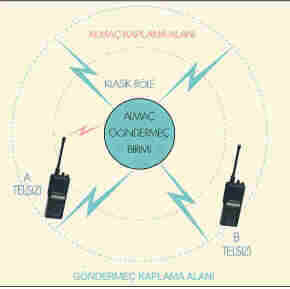 ALMAÇ KAPLAMA ALANI
KLASİK RÖLE
ALMAÇ
GÖNDERMEÇ
BİRİMİ
A
TELSİZİ
B
TELSİZİ
GÖNDERMEÇ KAPLAMA ALANI